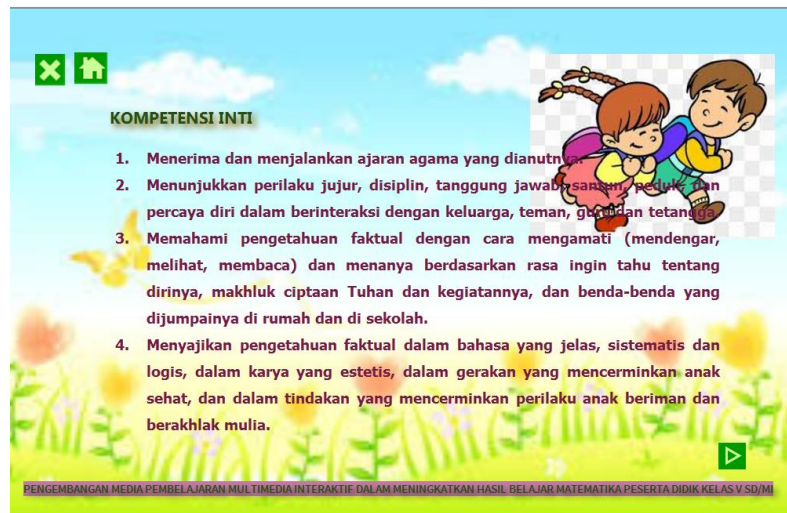 KOMPETENSI INTI
1. Menerima dan menjalankan ajaran agama yang dianutnya.
2. Menunjukkan perilaku jujur, disiplin, tanggung jawab, santun, peduli, dan
percaya diri dalam berinteraksi dengan keluarga, teman, guru dan tetangga.
3. Memahami pengetahuan faktual dengan cara mengamati (mendengar,
melihat, membaca) dan menanya berdasarkan rasa ingin tahu tentang
dirinya, makhluk ciptaan Tuhan dan kegiatannya, dan benda-benda yang
dijumpainya di rumah dan di sekolah.
4. Menyajikan pengetahuan faktual dalam bahasa yang jelas, sistematis dan
logis, dalam karya yang estetis, dalam gerakan yang mencerminkan anak
sehat, dan dalam tindakan yang mencerminkan perilaku anak beriman dan
berakhlak mulia.
PENGEMBANGAN MEDIA PEMBELAJARAN MULTIMEDIA INTERAKTIF DALAM MENINGKATKAN HASIL BELAJAR MATEMATIKA PESERTA DIDIK KELAS V SD/MI